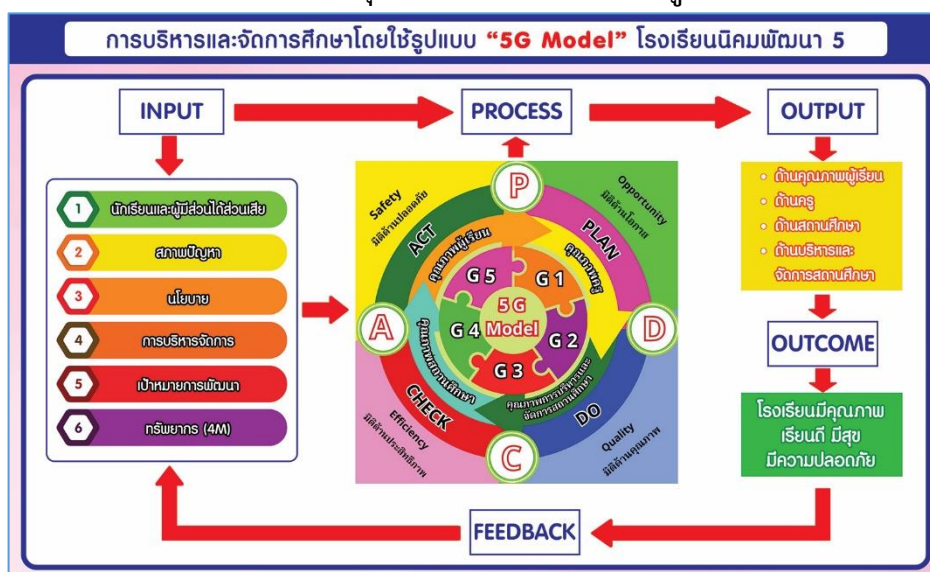 การบริหารและจัดการศึกษาโดยใช้รูปแบบ “5G Model” โรงเรียนนิคมพัฒนา 5
INPUT
PROCESS
OUTPUT
1 นักเรียนและผู้มีส่วนได้ส่วนเสีย
2 สภาพปัญหา
3 นโยบาย
4 การบริหารจัดการ
5 เป้าหมายการพัฒนา
6 ทรัพยากร (4M)
Safety
มิติด้านปลอดภัย
Opportunity
มิติด้านโอกาส
P
ACT
PLAN
คุณภาพผู้เรียน
คุณภาพครู
G 5
G 1
5G
Model
A
D
G 4
G 2
G 3
คุณภาพสถานศึกษา
คุณภาพการบริหารและ
จัดการสถานศึกษา
CHECK
DO
C
Efficiency
มิติด้านประสิทธิภาพ
Quality
มิติด้านคุณภาพ
• ด้านคุณภาพผู้เรียน
• ด้านครู
• ด้านสถานศึกษา
• ด้านบริหารและ
จัดการสถานศึกษา
OUTCOME
โรงเรียนมีคุณภาพ
เรียนดี มีสุข
มีความปลอดภัย
FEEDBACK